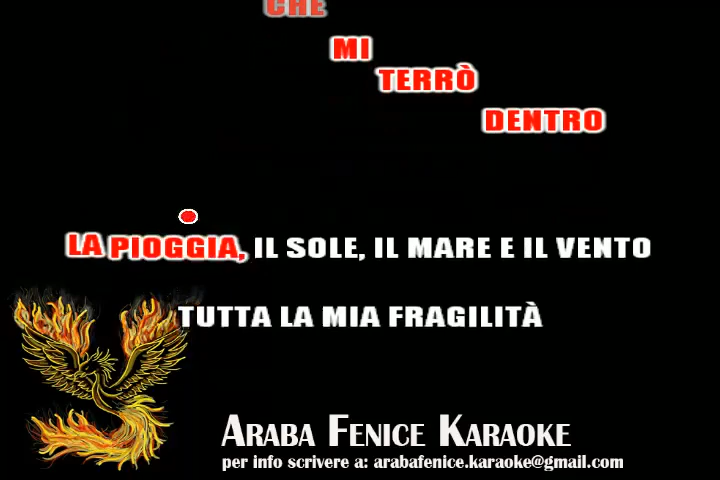 CHE
MI
TERRÒ
DENTRO
LA PIOGGIA, IL SOLE, IL MARE E IL VENTO
TUTTA LA MIA FRAGILITÀ
ARABA FENICE KARAOKE
per info scrivere a: arabafenice.karaoke@gmail.com